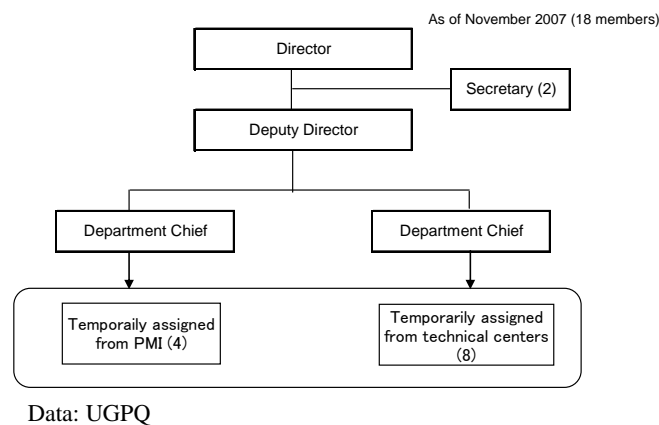 As of November 2007 (18 members)
Director
Secretary (2)
Deputy Director
Department Chief
Department Chief
Temporaily assigned
from PMI (4)
Temporarily assigned
from technical centers
(8)
Data: UGPQ